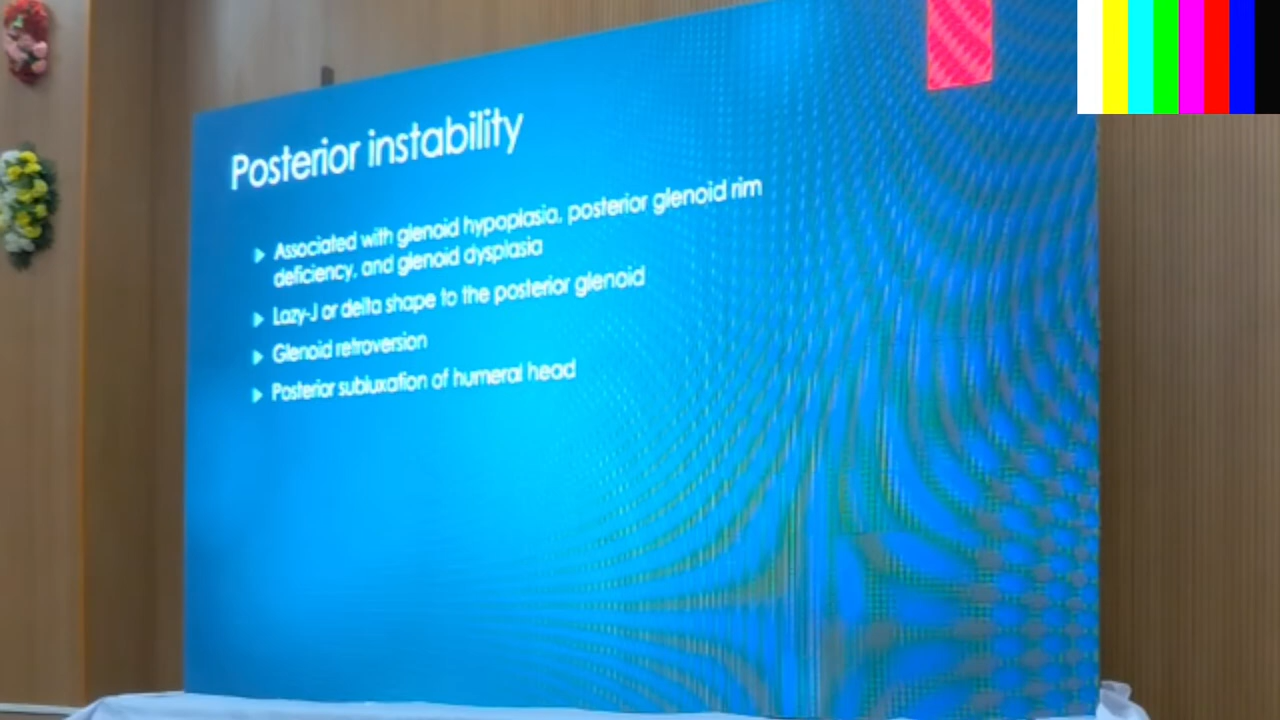 Posterior instability
Associated with glenoid hypoplasia, posterior glenoid rim
deficiency, and glenoid dysplasia
Lazy-J or delta shape to the posterior glenoid
Glenoid retroversion
Posterior subluxation of humeral head